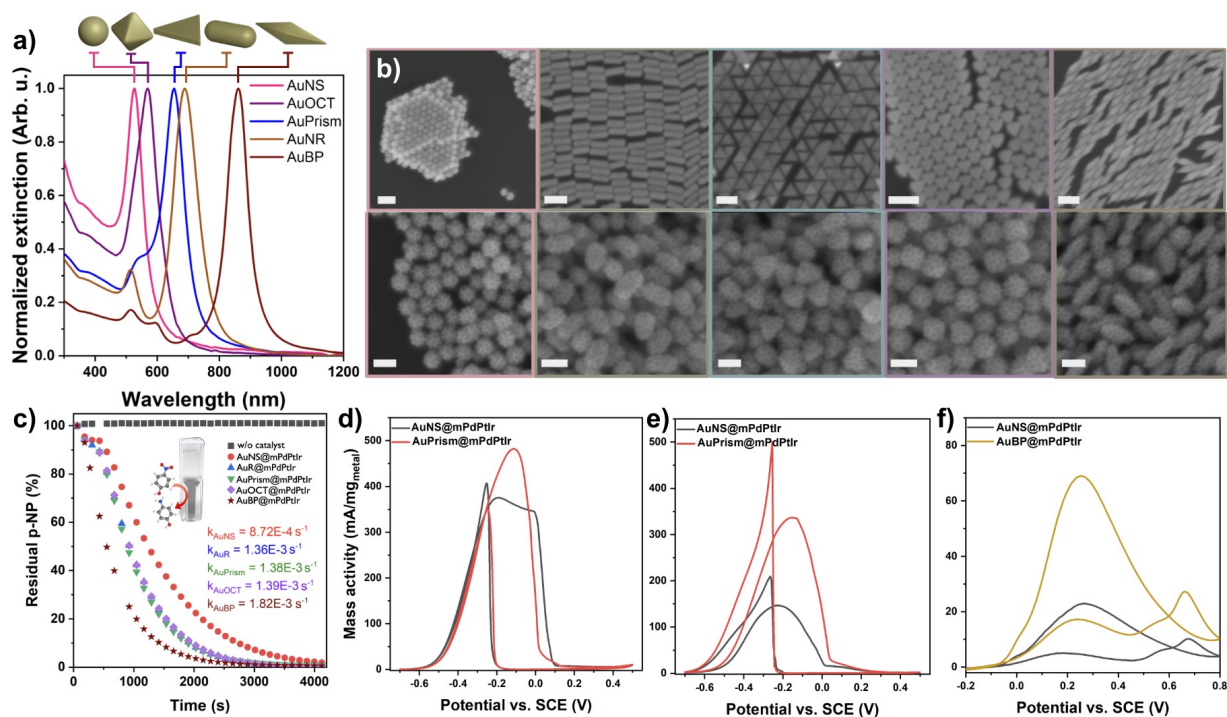 a)
Normalized extinction (Arb. u.)
1.0
0.8
0.6
0.4
0.2
0.0
AuNS
AuOCT
AuPrism
AuNR
AuBP
400 600 800 1000 1200
Wavelength (nm)
b)
c)
Residual p-NP (%)
100
80
60
40
20
0
w/o catalyst
AuNS@mPdPtIr
AuR@mPdPtIr
AuPrism@mPdPtIr
AuOCT@mPdPtIr
AuBP@mPdPtIr
kAuNS = 8.72E-4 s-1
kAuR = 1.36E-3 s-1
kAuPrism = 1.38E-3 s-1
kAuOCT = 1.39E-3 s-1
kAuBP = 1.82E-3 s-1
0 1000 2000 3000 4000
Time (s)
d)
AuNS@mPdPtIr
AuPrism@mPdPtIr
Mass activity (mA/mgmetal)
500
400
300
200
100
0
-0.6 -0.4 -0.2 0.0 0.2 0.4
Potential vs. SCE (V)
e)
AuNS@mPdPtIr
AuPrism@mPdPtIr
500
400
300
200
100
0
-0.6 -0.4 -0.2 0.0 0.2 0.4
Potential vs. SCE (V)
f)
AuNS@mPdPtIr
AuBP@mPdPtIr
80
60
40
20
0
-0.2 0.0 0.2 0.4 0.6 0.8
Potential vs. SCE (V)